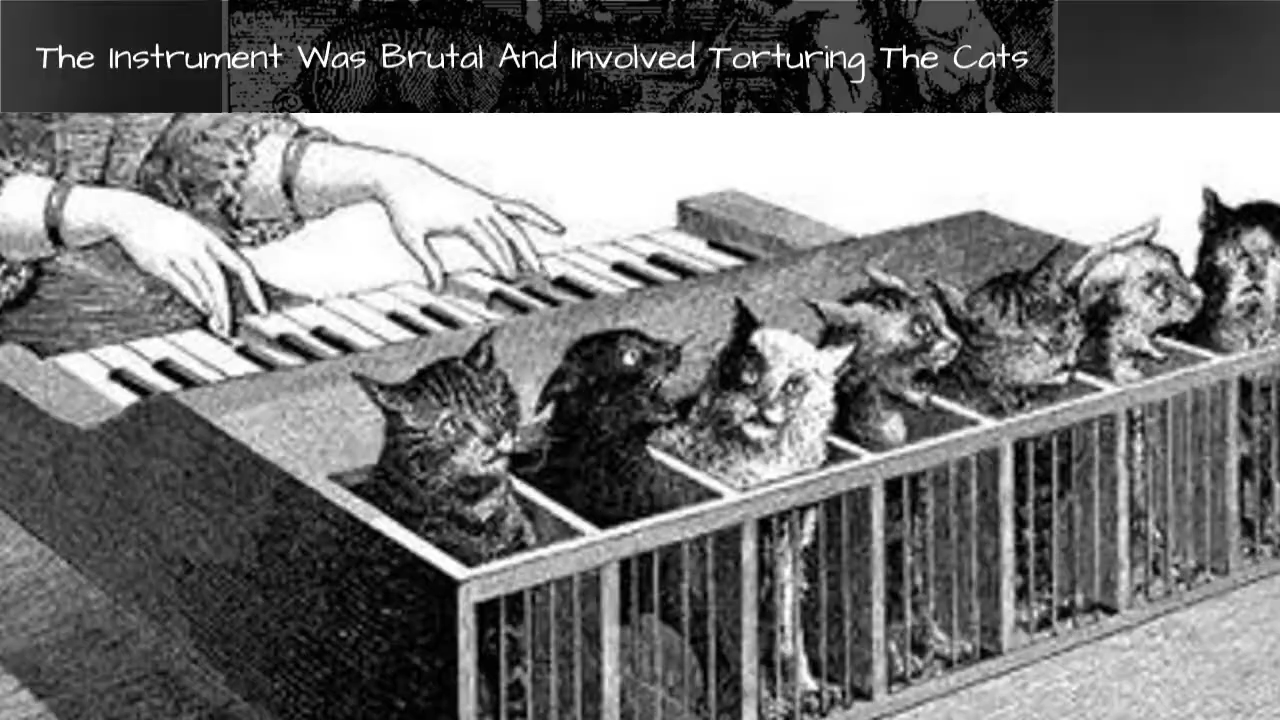 The Instrument Was Brutal And Involved Torturing The Cats